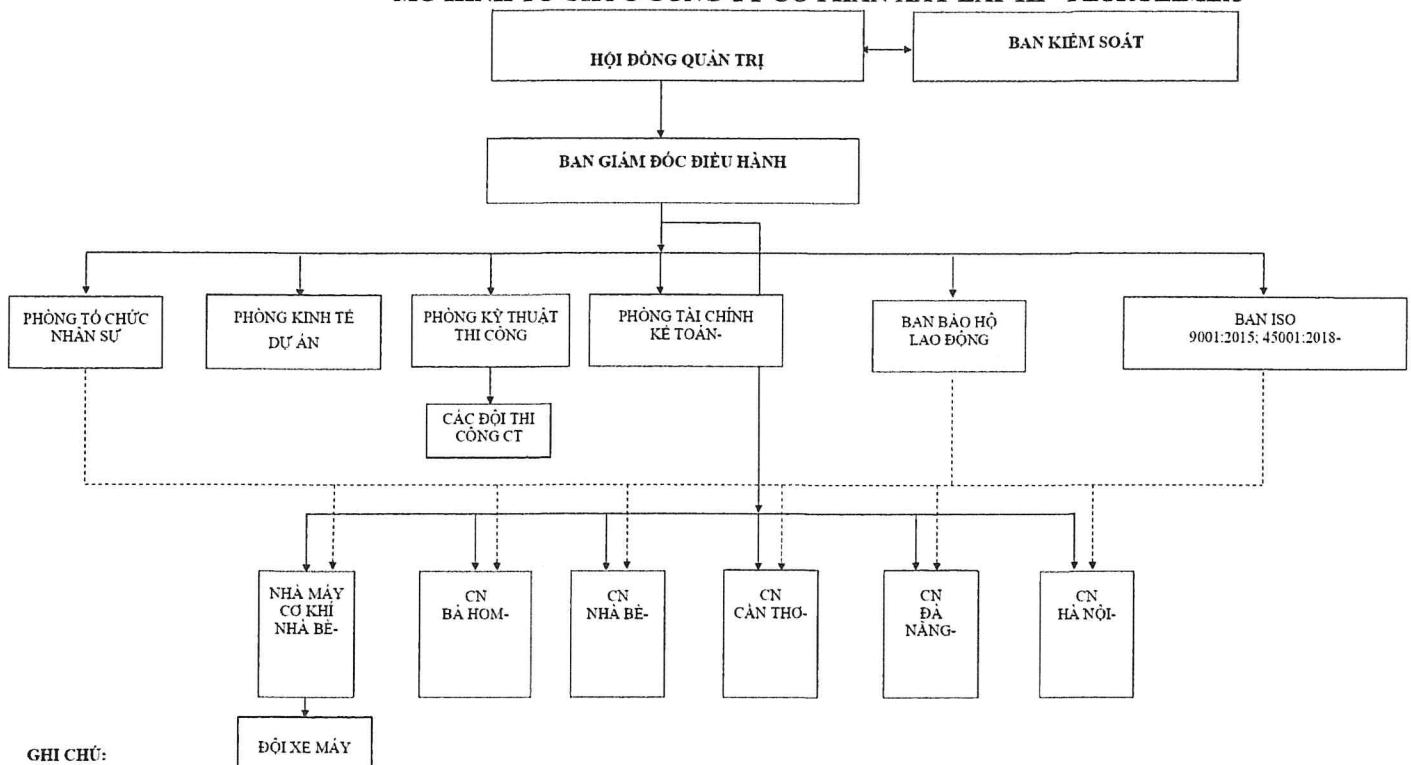 HỘI ĐỒNG QUẢN TRỊ
BAN KIỂM SOÁT
BAN GIÁM ĐỐC ĐIỀU HÀNH
PHÒNG TỔ CHỨC
NHÂN SỰ
PHÒNG KINH TẾ
DỰ ÁN
PHÒNG KỸ THUẬT
THI CÔNG
PHÒNG TÀI CHÍNH
KẾ TOÁN-
BAN BẢO HỘ
LAO ĐỘNG
BAN ISO
9001:2015; 45001:2018-
CÁC ĐỘI THI
CÔNG CT
NHÀ MÁY
CƠ KHÍ
NHÀ BÈ-
CN
BÀ HOM-
CN
NHÀ BÈ-
CN
CẦN THƠ-
CN
ĐÀ
NẴNG-
CN
HÀ NỘI-
ĐỘI XE MÁY
GHI CHÚ: